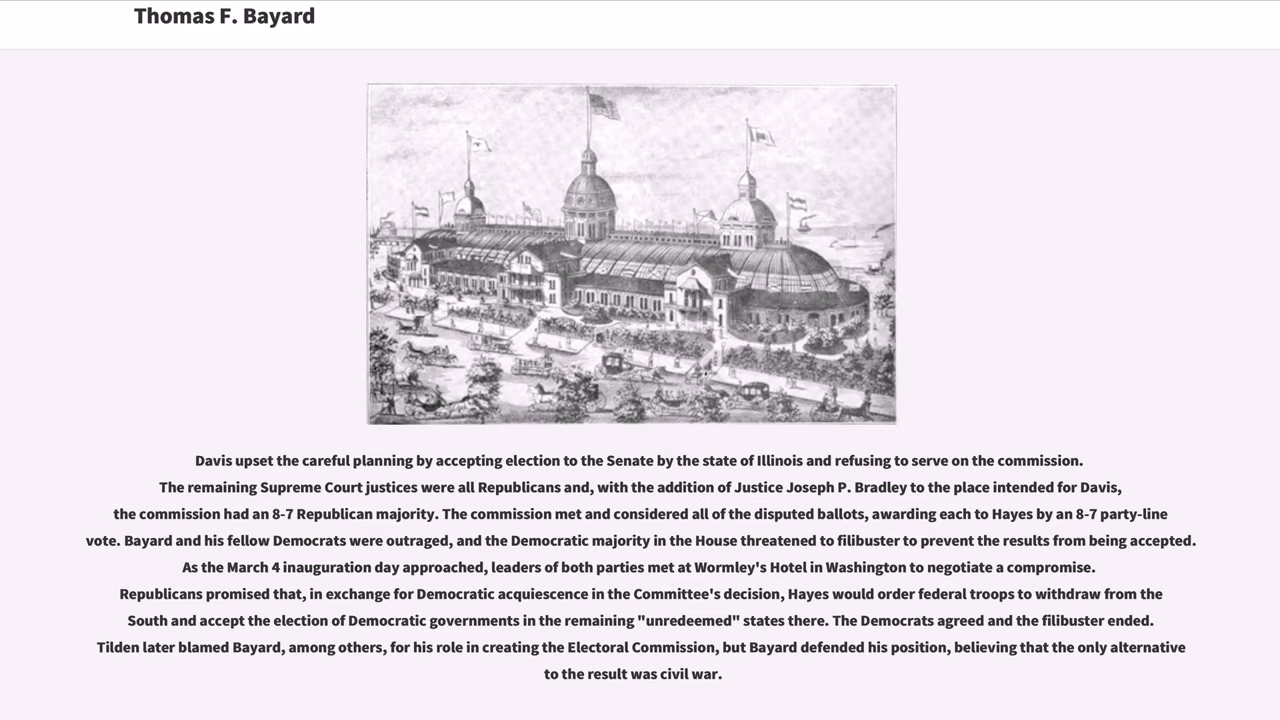 Thomas F. Bayard
Davis upset the careful planning by accepting election to the Senate by the state of Illinois and refusing to serve on the commission.
The remaining Supreme Court justices were all Republicans and, with the addition of Justice Joseph P. Bradley to the place intended for Davis,
the commission had an 8-7 Republican majority. The commission met and considered all of the disputed ballots, awarding each to Hayes by an 8-7 party-line
vote. Bayard and his fellow Democrats were outraged, and the Democratic majority in the House threatened to filibuster to prevent the results from being accepted.
As the March 4 inauguration day approached, leaders of both parties met at Wormley's Hotel in Washington to negotiate a compromise.
Republicans promised that, in exchange for Democratic acquiescence in the Committee's decision, Hayes would order federal troops to withdraw from the
South and accept the election of Democratic governments in the remaining "unredeemed" states there. The Democrats agreed and the filibuster ended.
Tilden later blamed Bayard, among others, for his role in creating the Electoral Commission, but Bayard defended his position, believing that the only alternative
to the result was civil war.